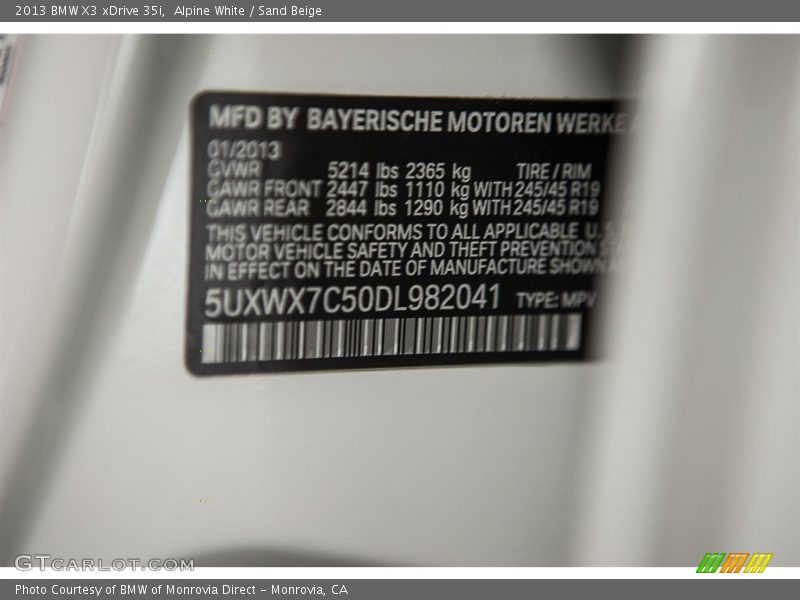 2013 BMW X3 xDrive 35i, Alpine White / Sand Beige
MFD BY BAYERISCHE MOTOREN WERKE A
01/2013
GVWR 5214 lbs 2365 kg TIRE / RIM
GAWR FRONT 2447 lbs 1110 kg WITH 245/45 R19
GAWR REAR 2844 lbs 1290 kg WITH 245/45 R19
THIS VEHICLE CONFORMS TO ALL APPLICABLE U.S.
MOTOR VEHICLE SAFETY AND THEFT PREVENTION
IN EFFECT ON THE DATE OF MANUFACTURE SHOWN
5UXWX7C50DL982041 TYPE: MPV
GTCARLOT.COM
Photo Courtesy of BMW of Monrovia Direct - Monrovia, CA